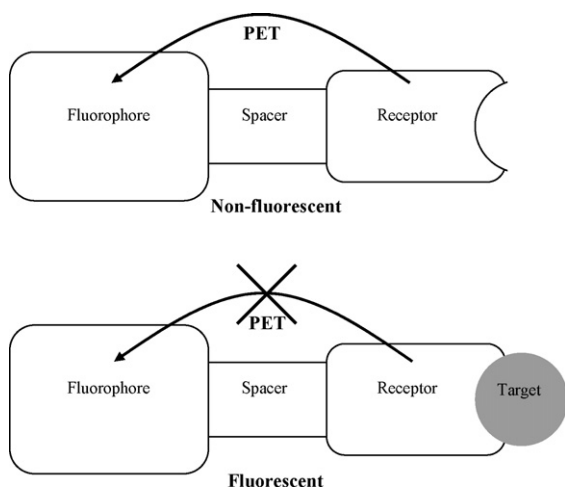 PET
Fluorophore Spacer Receptor
Non-fluorescent
PET
Fluorophore Spacer Receptor Target
Fluorescent